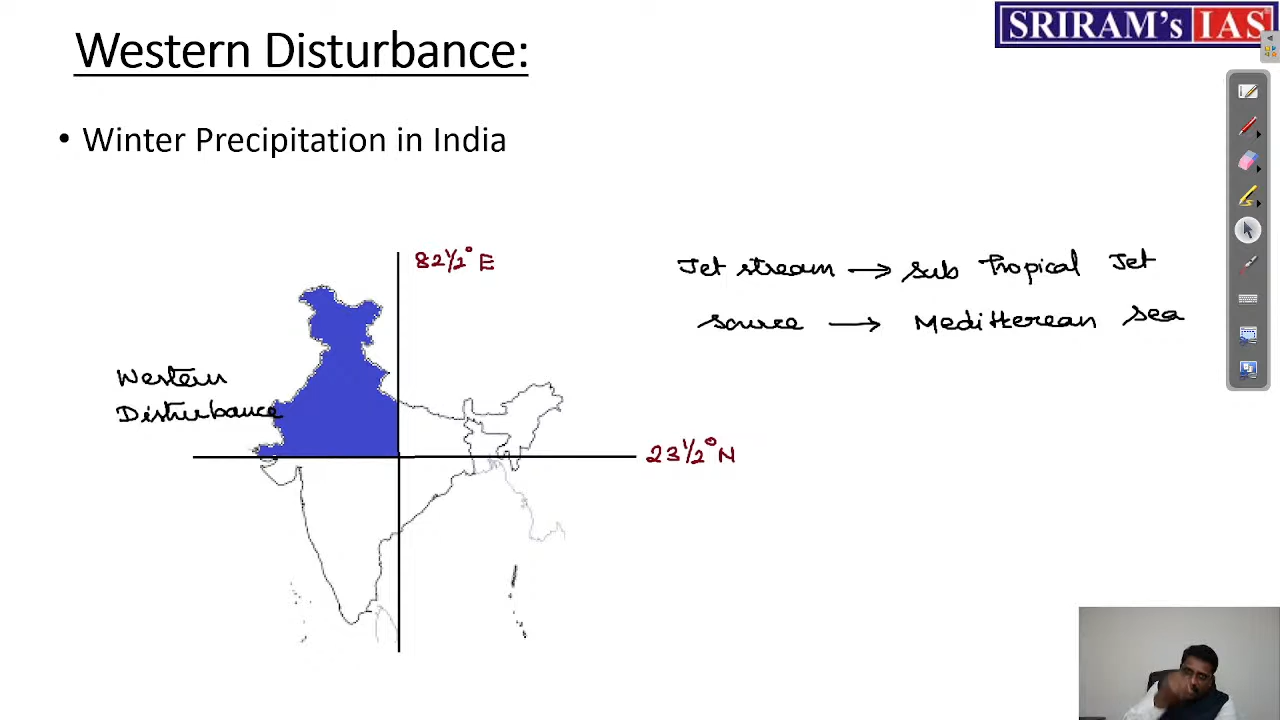 Western Disturbance:
SRIRAM's IAS
• Winter Precipitation in India
82½° E
Jet stream → Sub Tropical Jet
source → Meditterean Sea
Western
Disturbance
23½° N